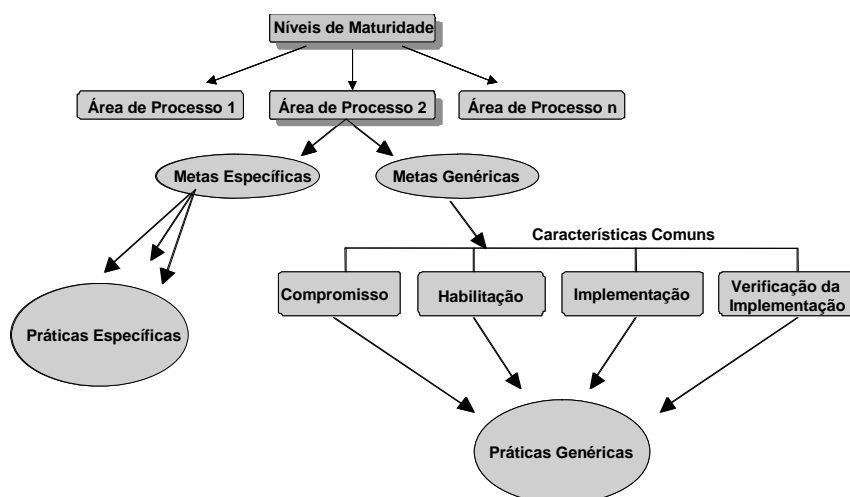 Níveis de Maturidade
Área de Processo 1
Área de Processo 2
Área de Processo n
Metas Específicas
Metas Genéricas
Características Comuns
Compromisso
Habilitação
Implementação
Verificação da
Implementação
Práticas Específicas
Práticas Genéricas